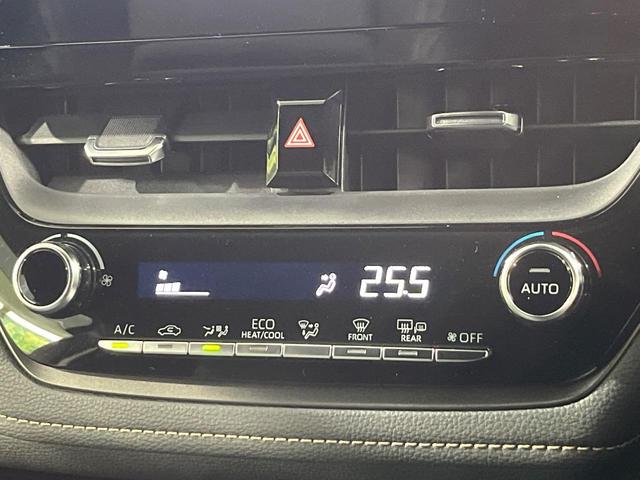 25.5
AUTO
A/C
ECO
HEAT/COOL
FRONT
REAR
OFF